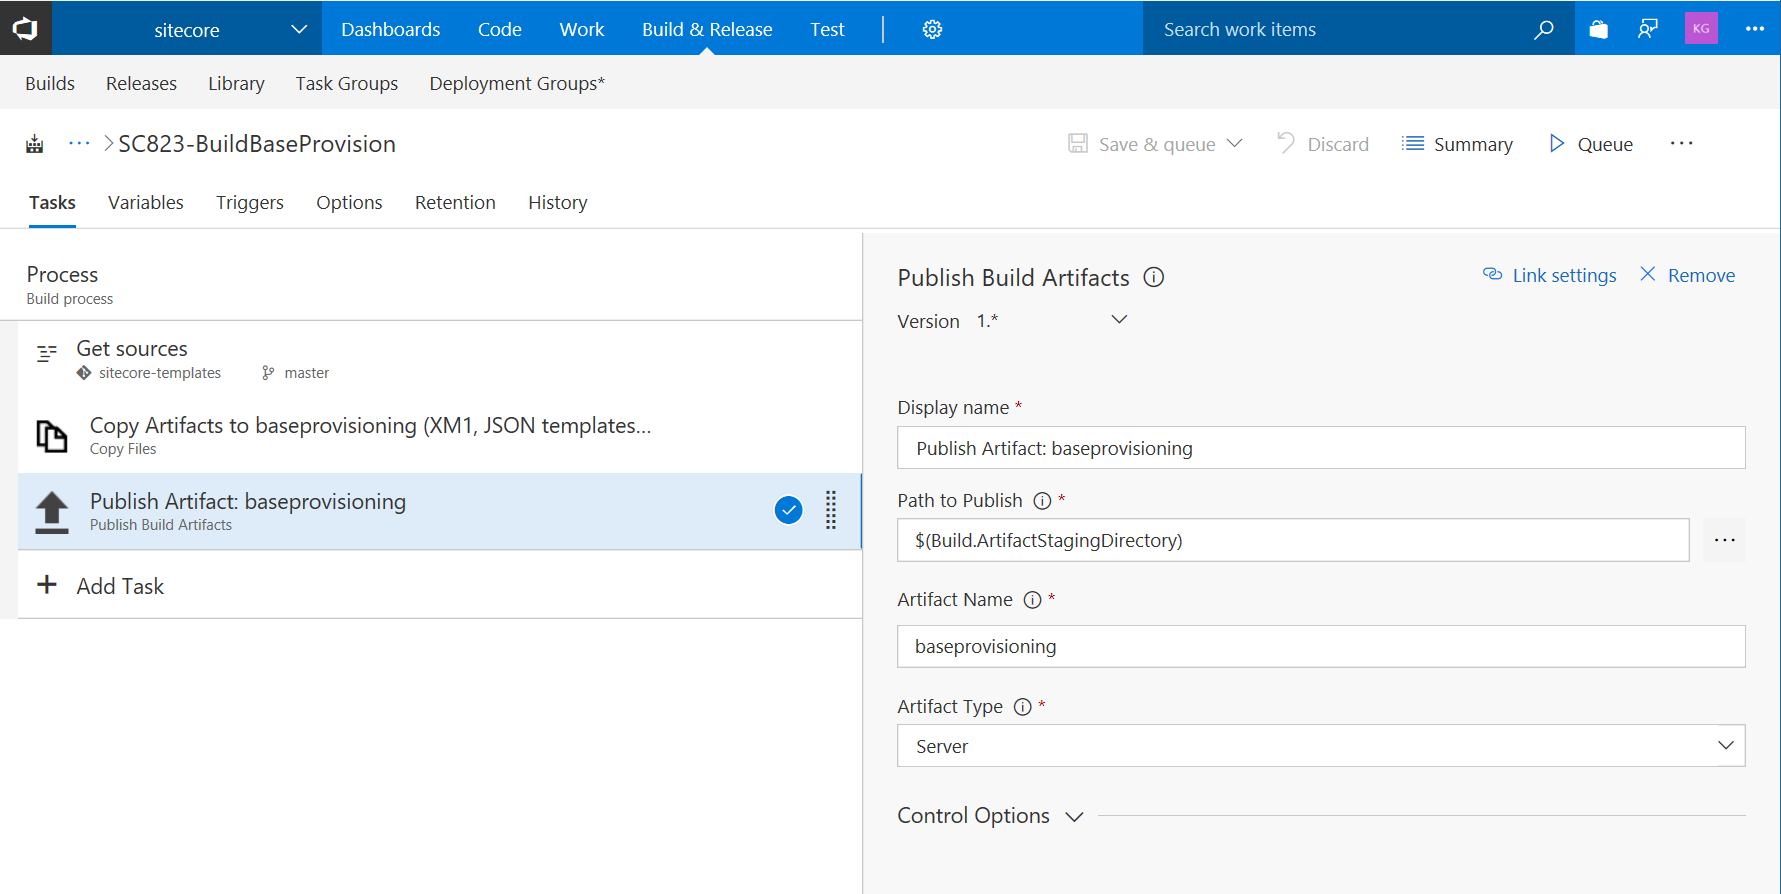 sitecore
Dashboards Code Work Build & Release Test
Search work items
KG
Builds Releases Library Task Groups Deployment Groups*
... > SC823-BuildBaseProvision
Save & queue Discard Summary Queue ...
Tasks Variables Triggers Options Retention History
Process
Build process
Get sources
sitecore-templates master
Copy Artifacts to baseprovisioning (XM1, JSON templates...
Copy Files
Publish Artifact: baseprovisioning
Publish Build Artifacts
+ Add Task
Publish Build Artifacts
Link settings Remove
Version 1.*
Display name *
Publish Artifact: baseprovisioning
Path to Publish *
$(Build.ArtifactStagingDirectory)
...
Artifact Name *
baseprovisioning
Artifact Type *
Server
Control Options